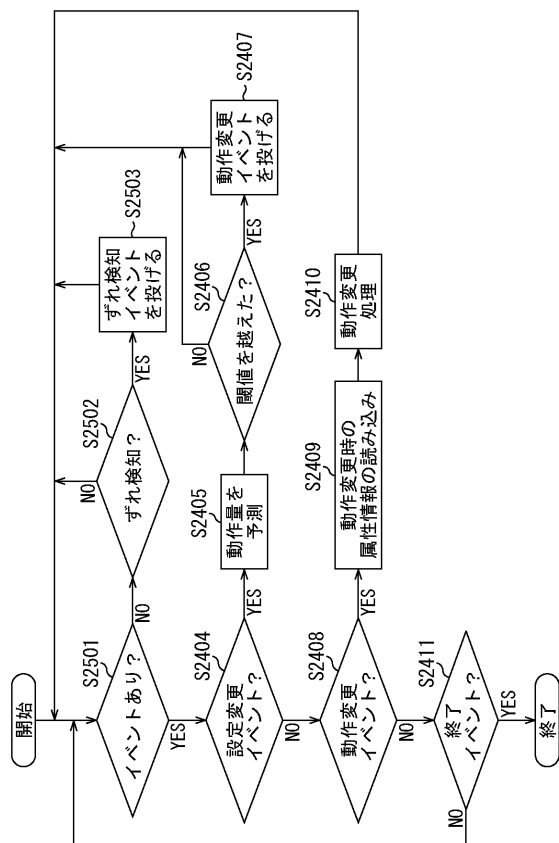 開始
S2501
イベントあり？
NO
YES
S2502
ずれ検知？
NO
YES
S2503
ずれ検知
イベント
を投げる
S2404
設定変更
イベント？
YES
NO
S2405
動作量を
予測
S2406
閾値を越えた？
NO
YES
S2407
動作変更
イベント
を投げる
S2408
動作変更
イベント？
YES
NO
S2409
動作変更時の
属性情報の読み込み
S2410
動作変更
処理
S2411
終了
イベント？
NO
YES
終了